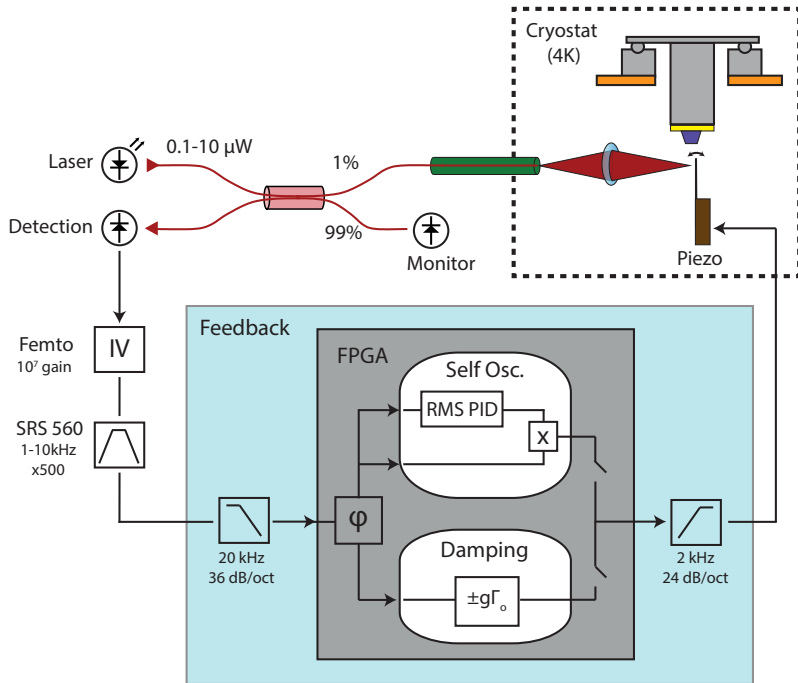 Cryostat
(4K)
0.1-10 μW
Laser
1%
Detection
99%
Monitor
Piezo
Feedback
Femto
10⁷ gain
IV
FPGA
Self Osc.
RMS PID
SRS 560
1-10kHz
x500
x
φ
20 kHz
36 dB/oct
Damping
±gΓₒ
2 kHz
24 dB/oct